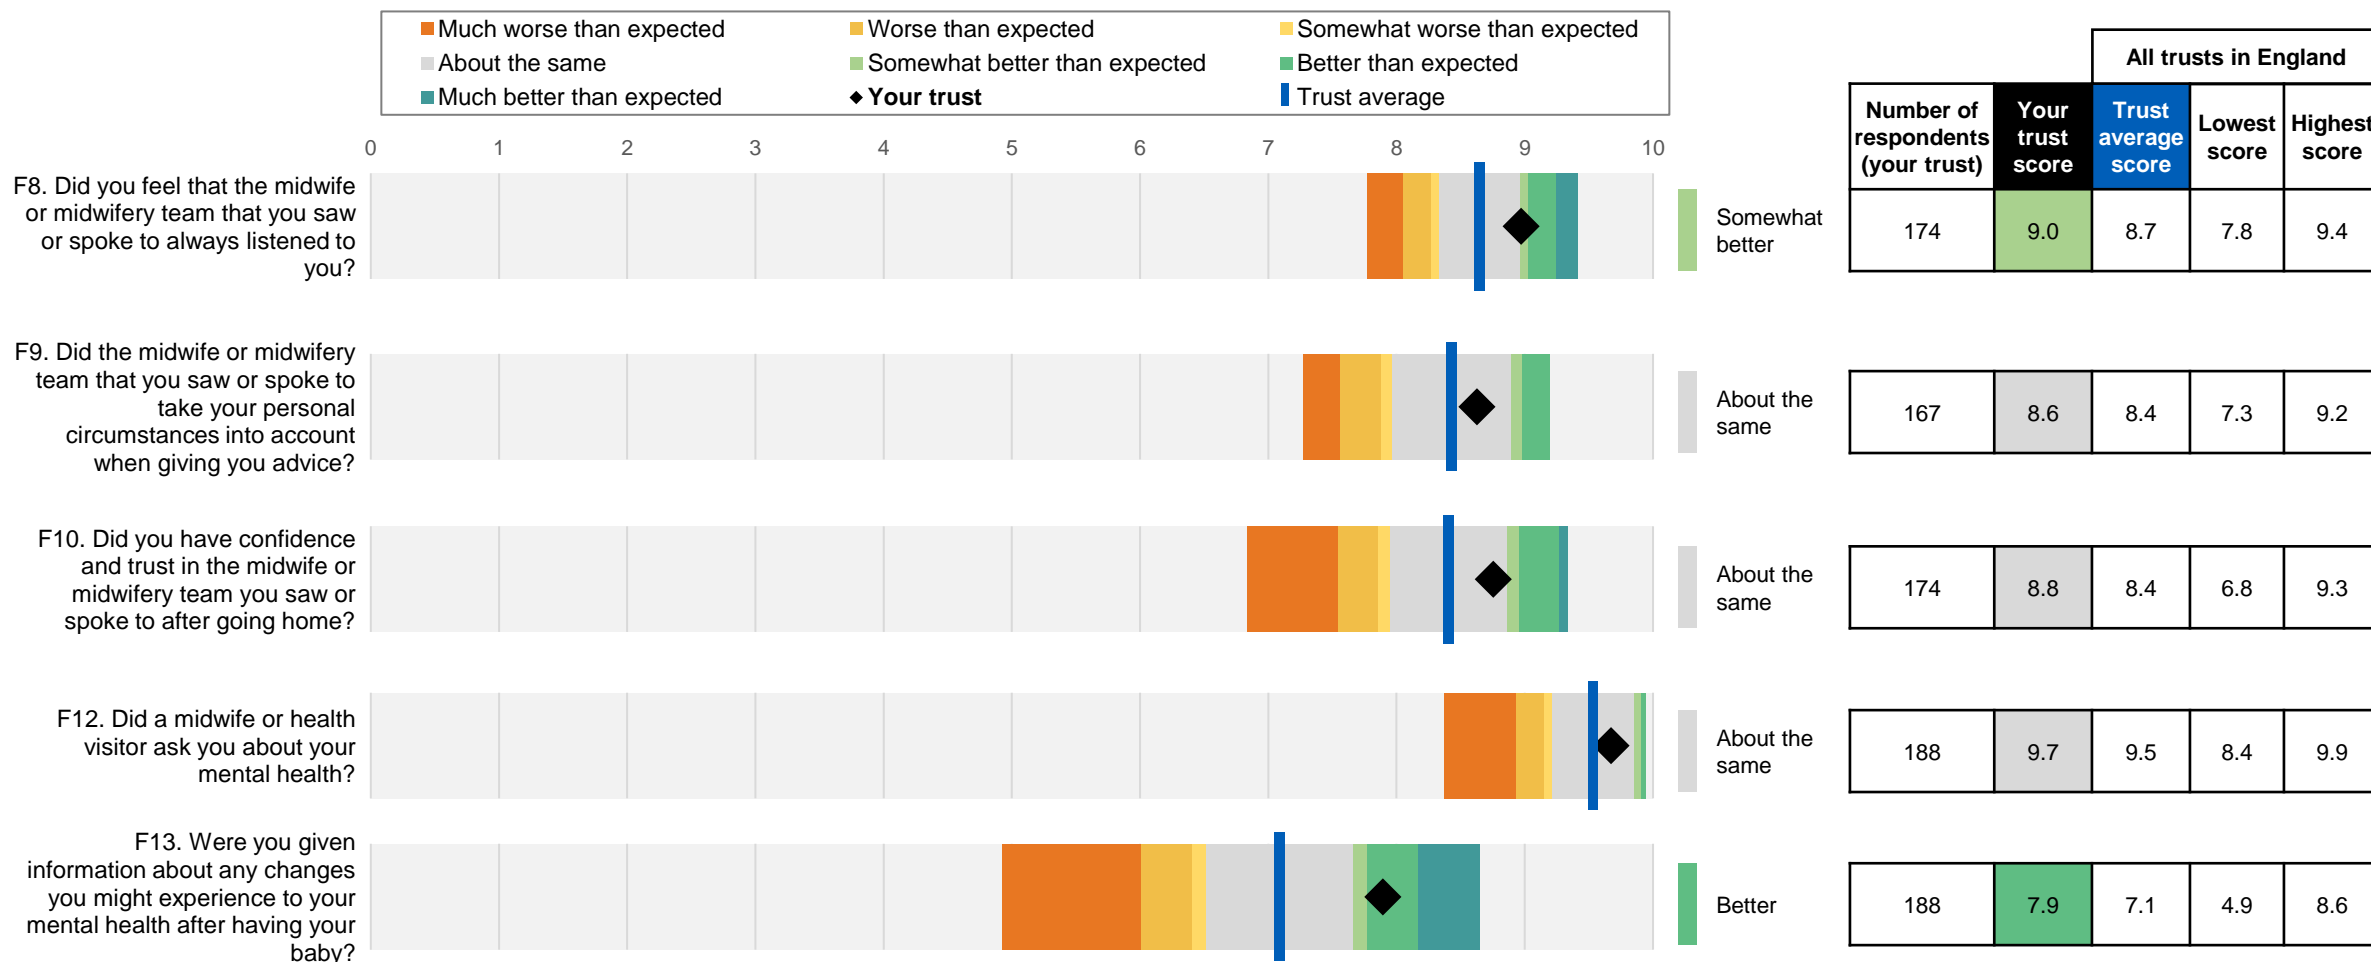 Much worse than expected
Worse than expected
Somewhat worse than expected
About the same
Somewhat better than expected
Better than expected
Much better than expected
Your trust
Trust average
All trusts in England
Number of respondents (your trust)
Your trust score
Trust average score
Lowest score
Highest score
0 1 2 3 4 5 6 7 8 9 10
F8. Did you feel that the midwife
or midwifery team that you saw
or spoke to always listened to
you?
Somewhat
better
174 9.0 8.7 7.8 9.4
F9. Did the midwife or midwifery
team that you saw or spoke to
take your personal
circumstances into account
when giving you advice?
About the
same
167 8.6 8.4 7.3 9.2
F10. Did you have confidence
and trust in the midwife or
midwifery team you saw or
spoke to after going home?
About the
same
174 8.8 8.4 6.8 9.3
F12. Did a midwife or health
visitor ask you about your
mental health?
About the
same
188 9.7 9.5 8.4 9.9
F13. Were you given
information about any changes
you might experience to your
mental health after having your
baby?
Better
188 7.9 7.1 4.9 8.6